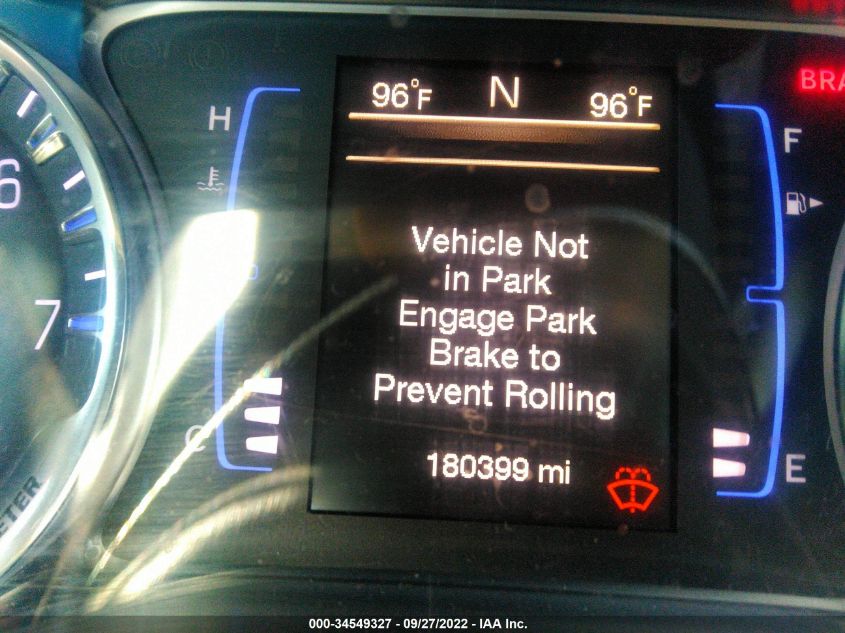 96°F N 96°F
BRA
H
F
6
Vehicle Not
in Park
Engage Park
7
Brake to
Prevent Rolling
C
180399 mi
E
ETER
000-34549327 - 09/27/2022 - IAA Inc.